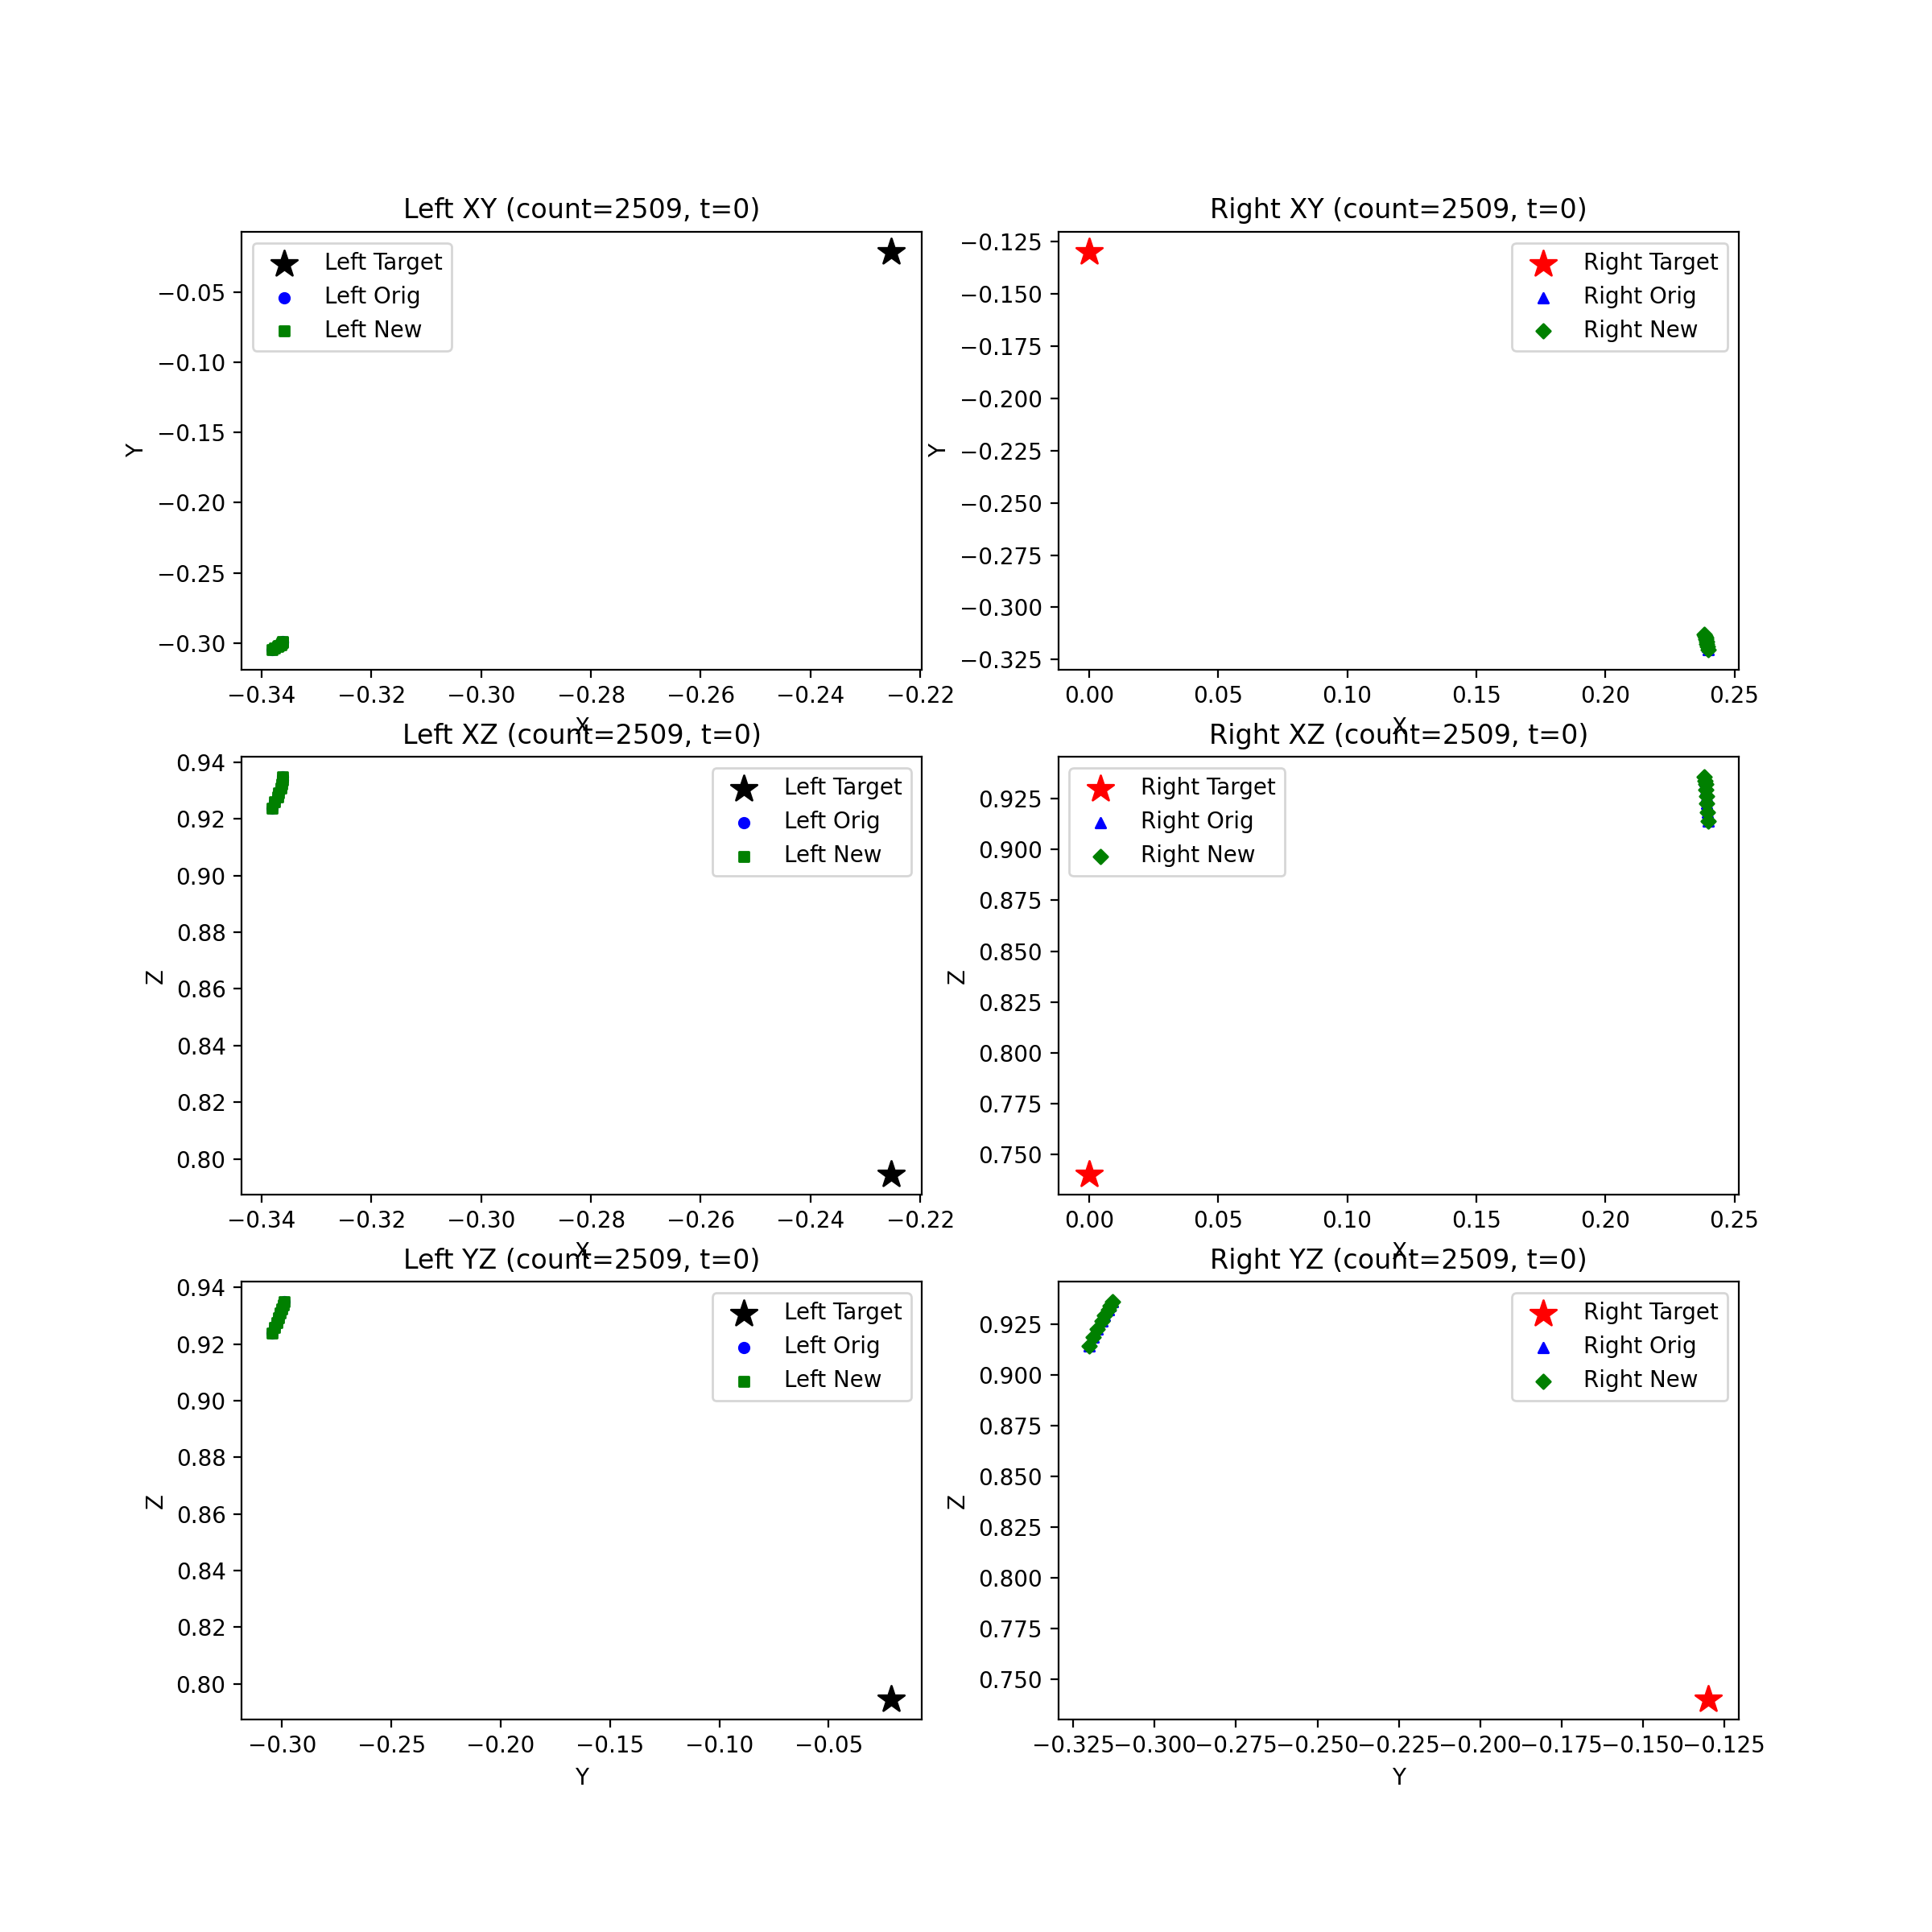 Left XY (count=2509, t=0)
Left Target
Left Orig
Left New
−0.05
−0.10
−0.15
−0.20
−0.25
−0.30
Y
−0.34 −0.32 −0.30 −0.28 −0.26 −0.24 −0.22
X
Right XY (count=2509, t=0)
Right Target
Right Orig
Right New
−0.125
−0.150
−0.175
−0.200
−0.225
−0.250
−0.275
−0.300
−0.325
Y
0.00 0.05 0.10 0.15 0.20 0.25
X
Left XZ (count=2509, t=0)
Left Target
Left Orig
Left New
0.94
0.92
0.90
0.88
0.86
0.84
0.82
0.80
Z
−0.34 −0.32 −0.30 −0.28 −0.26 −0.24 −0.22
X
Right XZ (count=2509, t=0)
Right Target
Right Orig
Right New
0.925
0.900
0.875
0.850
0.825
0.800
0.775
0.750
Z
0.00 0.05 0.10 0.15 0.20 0.25
X
Left YZ (count=2509, t=0)
Left Target
Left Orig
Left New
0.94
0.92
0.90
0.88
0.86
0.84
0.82
0.80
Z
−0.30 −0.25 −0.20 −0.15 −0.10 −0.05
Y
Right YZ (count=2509, t=0)
Right Target
Right Orig
Right New
0.925
0.900
0.875
0.850
0.825
0.800
0.775
0.750
Z
−0.325 −0.300 −0.275 −0.250 −0.225 −0.200 −0.175 −0.150 −0.125
Y